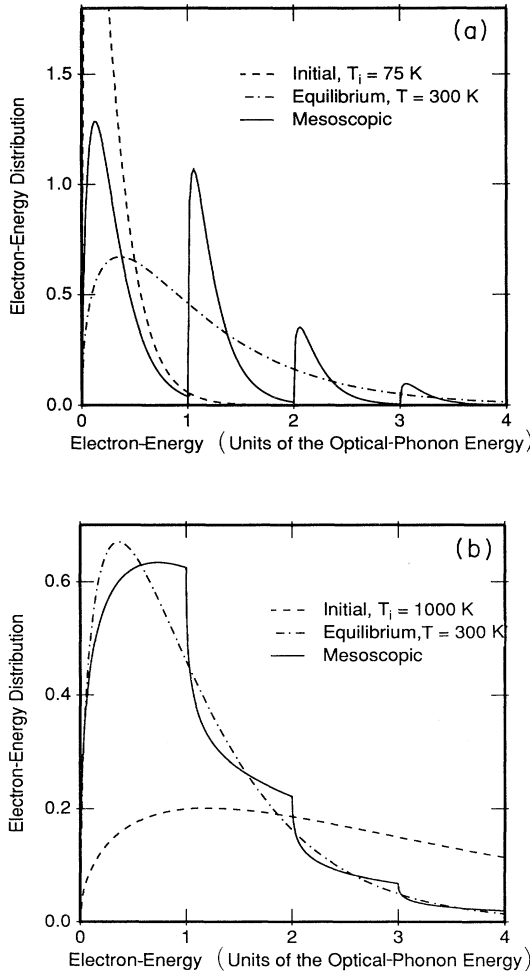 (a)
1.5
1.0
0.5
0.0
Electron-Energy Distribution
Initial, Ti = 75 K
Equilibrium, T = 300 K
Mesoscopic
0 1 2 3 4
Electron-Energy (Units of the Optical-Phonon Energy)
(b)
0.6
0.4
0.2
0.0
Electron-Energy Distribution
Initial, Ti = 1000 K
Equilibrium,T = 300 K
Mesoscopic
0 1 2 3 4
Electron-Energy (Units of the Optical-Phonon Energy)